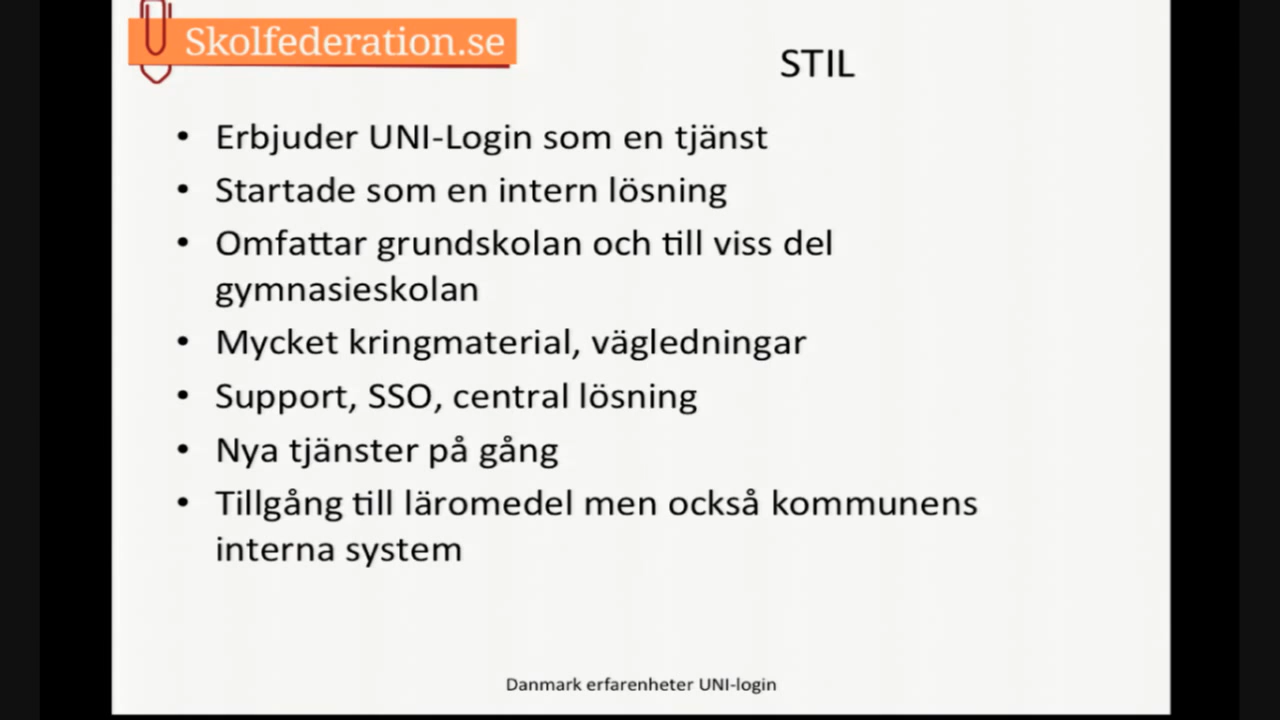 Skolfederation.se
STIL
• Erbjuder UNI-Login som en tjänst
• Startade som en intern lösning
• Omfattar grundskolan och till viss del
gymnasieskolan
• Mycket kringmaterial, vägledningar
• Support, SSO, central lösning
• Nya tjänster på gång
• Tillgång till läromedel men också kommunens
interna system
Danmark erfarenheter UNI-login